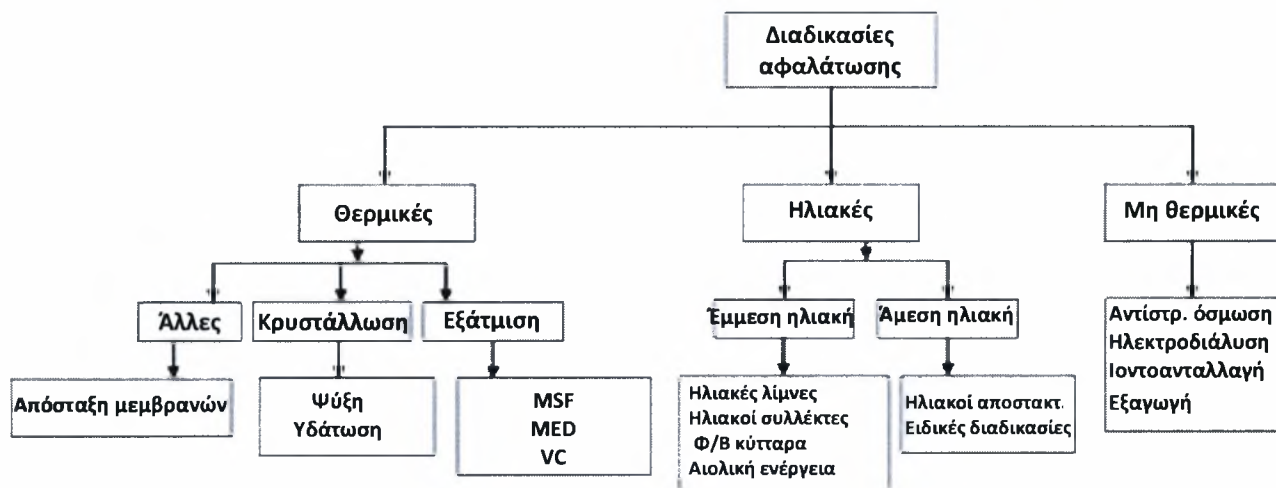 Διαδικασίες
αφαλάτωσης
Θερμικές
Ηλιακές
Μη θερμικές
Άλλες
Κρυστάλλωση
Εξάτμιση
Έμμεση ηλιακή
Άμεση ηλιακή
Απόσταξη μεμβρανών
Ψύξη
Υδάτωση
MSF
MED
VC
Ηλιακές λίμνες
Ηλιακοί συλλέκτες
Φ/Β κύτταρα
Αιολική ενέργεια
Ηλιακοί αποστακτ.
Ειδικές διαδικασίες
Αντίστρ. όσμωση
Ηλεκτροδιάλυση
Ιοντοανταλλαγή
Εξαγωγή